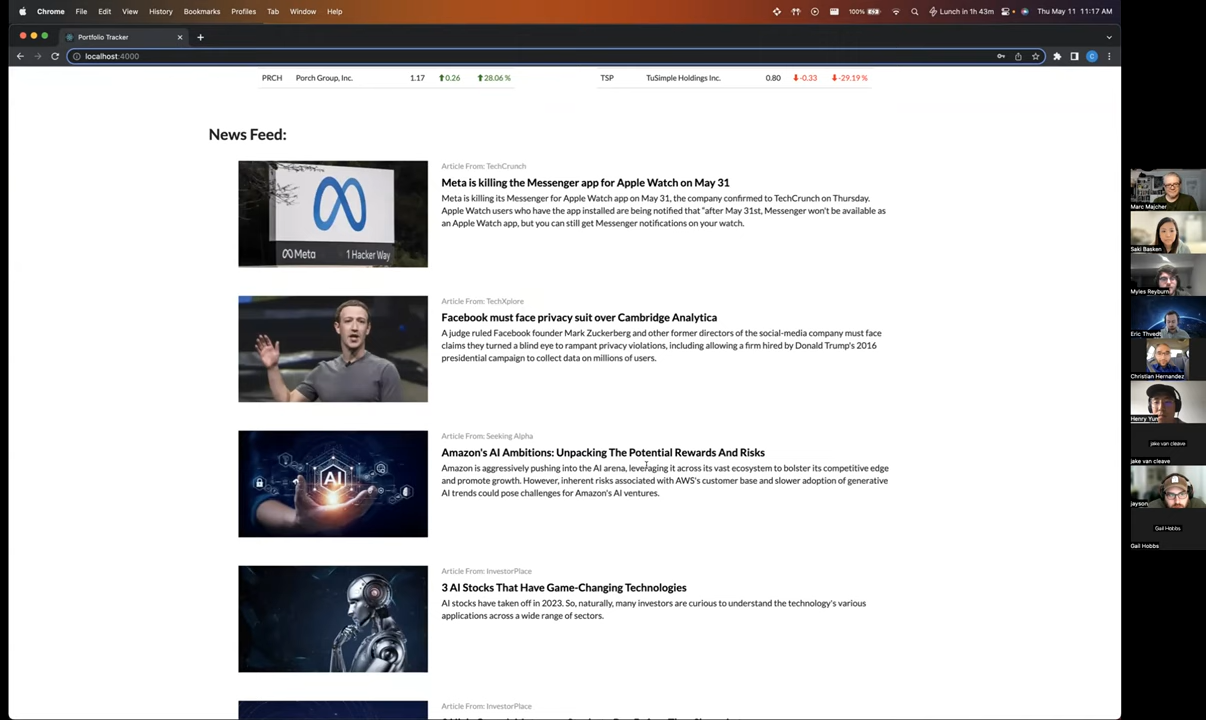 Chrome File Edit View History Bookmarks Profiles Tab Window Help 100% Lunch in 1h 43m Thu May 11 11:17 AM
Portfolio Tracker
localhost:4000
PRCH Porch Group, Inc. 1.17 0.26 28.06 % TSP TuSimple Holdings Inc. 0.80 -0.33 -29.19 %
News Feed:
Article From: TechCrunch
Meta is killing the Messenger app for Apple Watch on May 31
Meta is killing its Messenger for Apple Watch app on May 31, the company confirmed to TechCrunch on Thursday.
Apple Watch users who have the app installed are being notified that "after May 31st, Messenger won't be available as
an Apple Watch app, but you can still get Messenger notifications on your watch.
Meta 1 Hacker Way
Article From: TechXplore
Facebook must face privacy suit over Cambridge Analytica
A judge ruled Facebook founder Mark Zuckerberg and other former directors of the social-media company must face
claims they turned a blind eye to rampant privacy violations, including allowing a firm hired by Donald Trump's 2016
presidential campaign to collect data on millions of users.
Article From: Seeking Alpha
Amazon's AI Ambitions: Unpacking The Potential Rewards And Risks
Amazon is aggressively pushing into the AI arena, leveraging it across its vast ecosystem to bolster its competitive edge
and promote growth. However, inherent risks associated with AWS's customer base and slower adoption of generative
AI trends could pose challenges for Amazon's AI ventures.
AI
Article From: InvestorPlace
3 AI Stocks That Have Game-Changing Technologies
AI stocks have taken off in 2023. So, naturally, many investors are curious to understand the technology's various
applications across a wide range of sectors.
Article From: InvestorPlace
Marc Majcher
Saki Basken
Myles Reyburn
Eric Thvedt
Christian Hernandez
Henry Yun
jake van cleave
jake van cleave
jayson
Gail Hobbs
Gail Hobbs